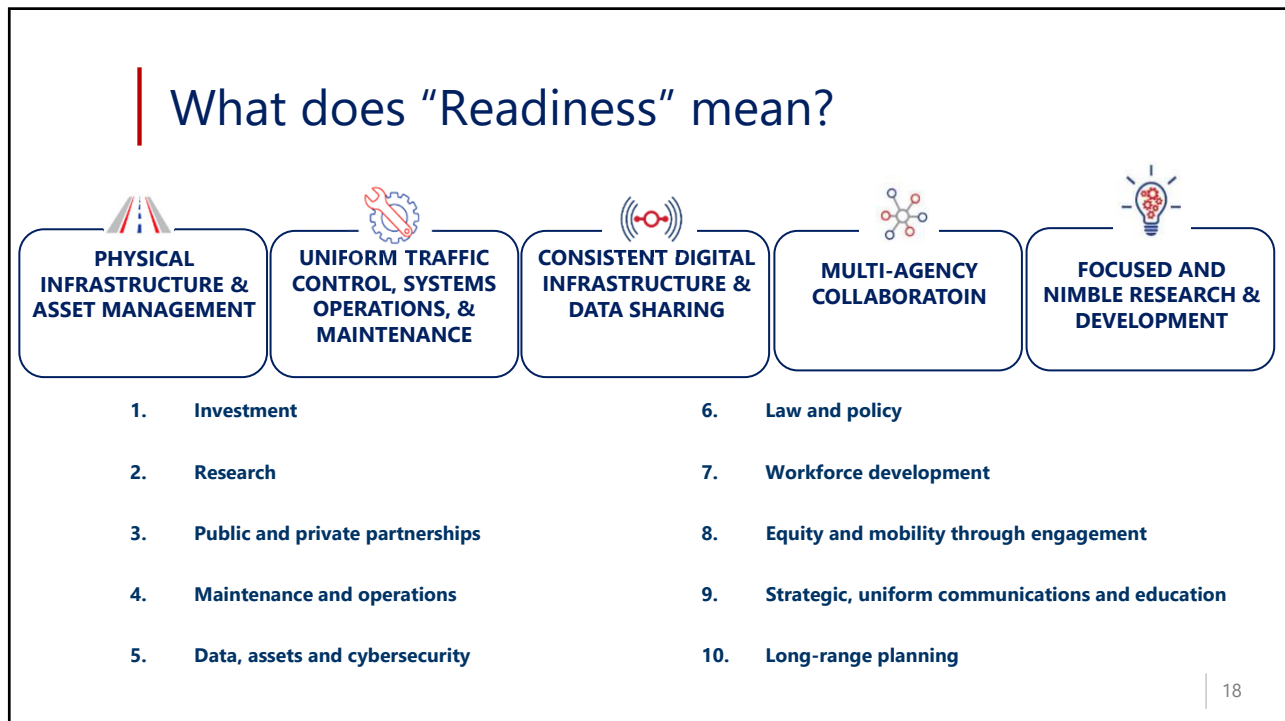 What does “Readiness” mean?
PHYSICAL
INFRASTRUCTURE &
ASSET MANAGEMENT
UNIFORM TRAFFIC
CONTROL, SYSTEMS
OPERATIONS, &
MAINTENANCE
CONSISTENT DIGITAL
INFRASTRUCTURE &
DATA SHARING
MULTI-AGENCY
COLLABORATOIN
FOCUSED AND
NIMBLE RESEARCH &
DEVELOPMENT
1. Investment
2. Research
3. Public and private partnerships
4. Maintenance and operations
5. Data, assets and cybersecurity
6. Law and policy
7. Workforce development
8. Equity and mobility through engagement
9. Strategic, uniform communications and education
10. Long-range planning
18